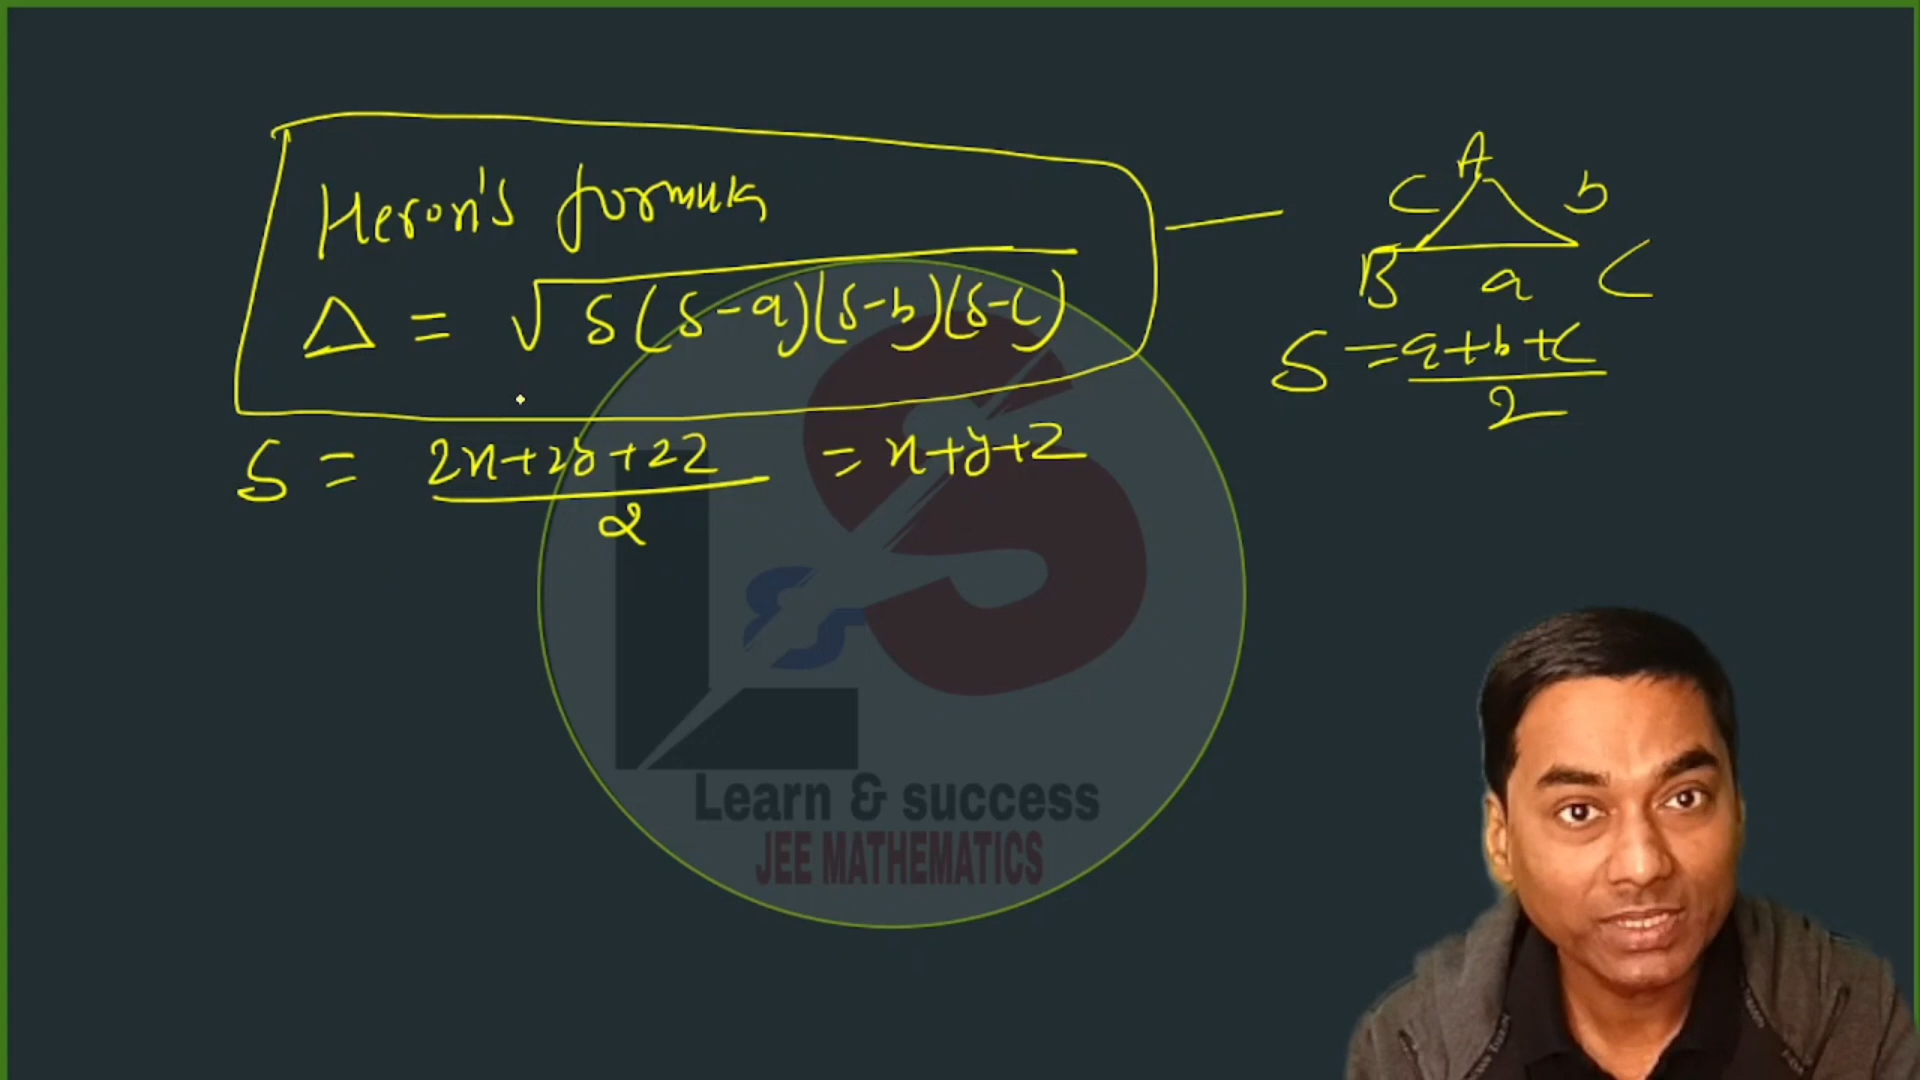 Heron's formula
Δ = √s(s-a)(s-b)(s-c)
S = 2x+2y+2z / 2 = x+y+z
A
c b
B a C
S = a+b+c / 2
L S
&
Learn & success
JEE MATHEMATICS